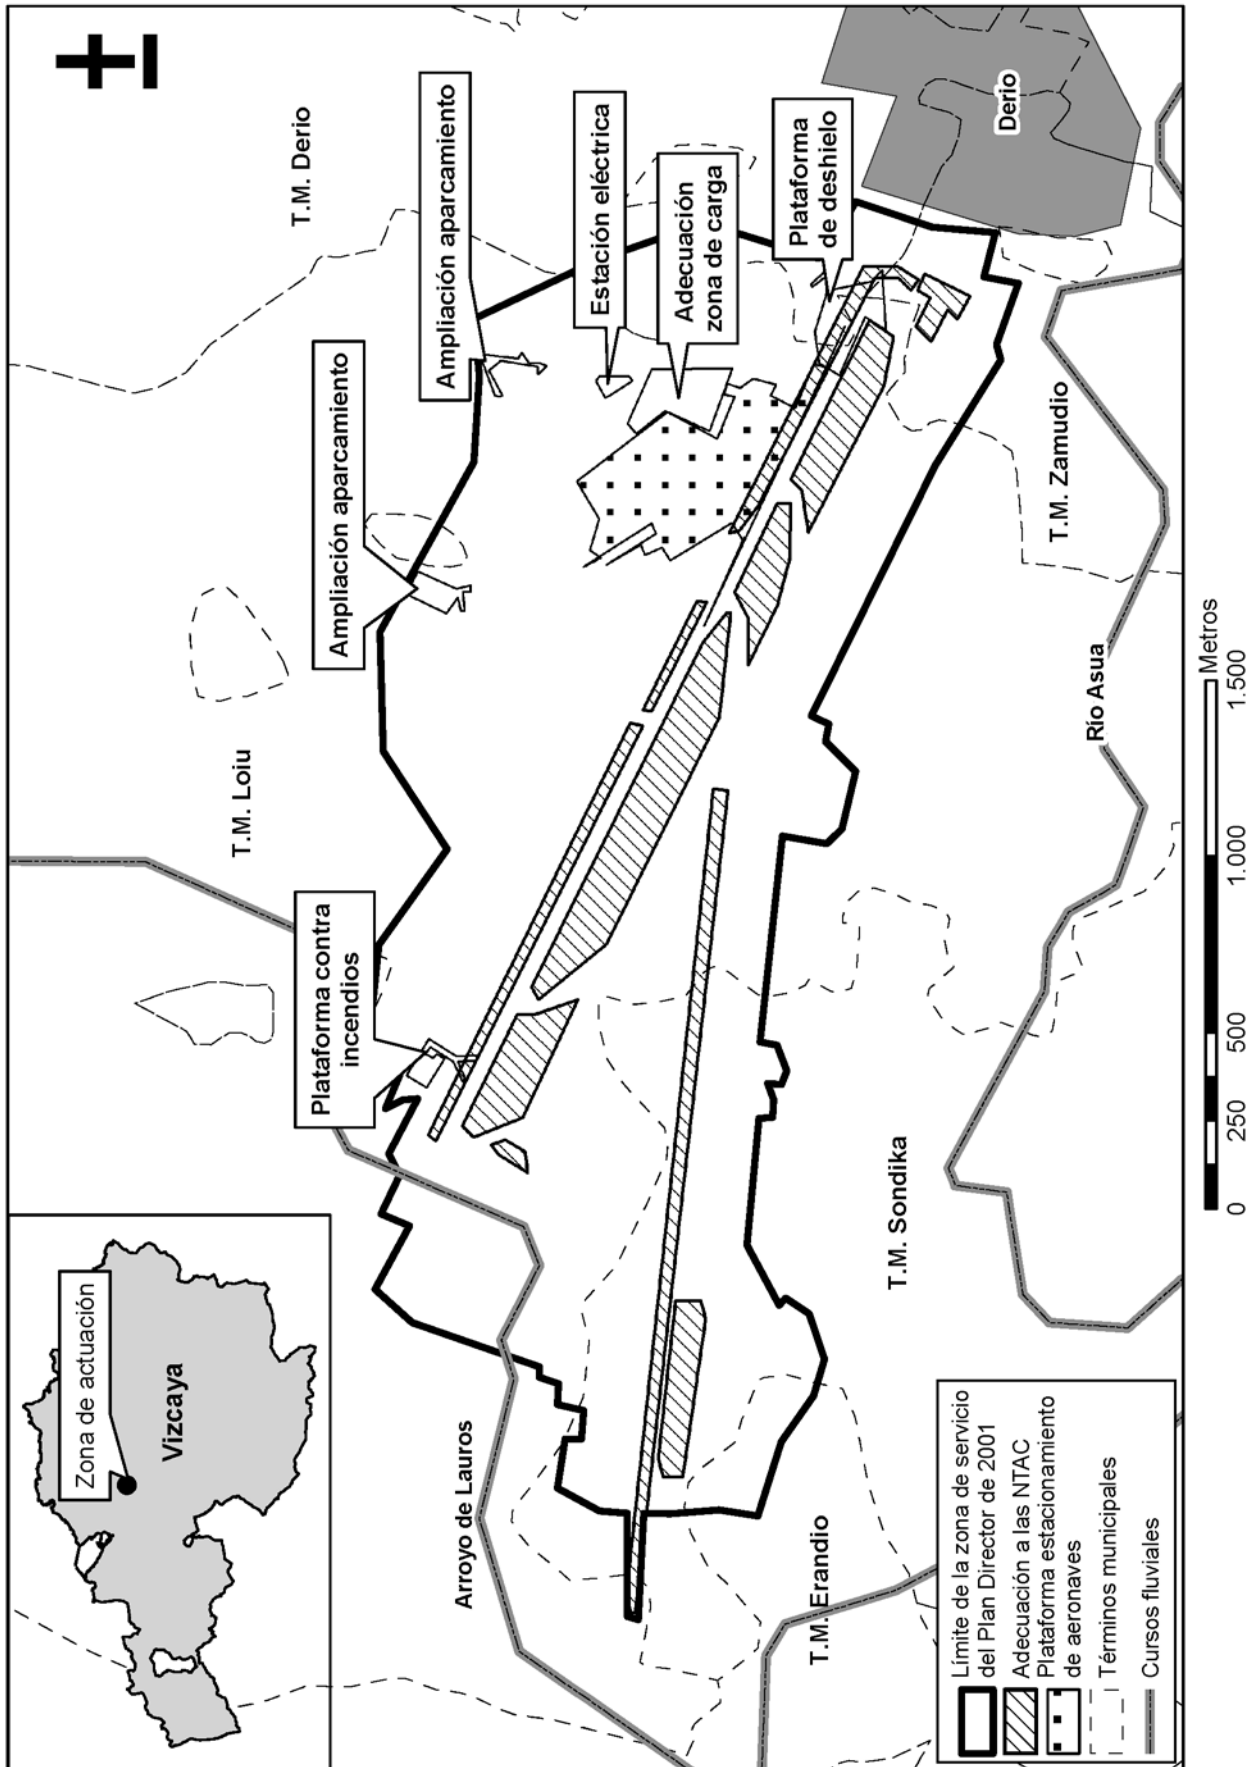 Zona de actuación
Vizcaya
T.M. Loiu
T.M. Derio
Plataforma contra
incendios
Ampliación aparcamiento
Ampliación aparcamiento
Estación eléctrica
Adecuación
zona de carga
Plataforma
de deshielo
Derio
Arroyo de Lauros
T.M. Erandio
T.M. Sondika
Río Asua
T.M. Zamudio
Límite de la zona de servicio
del Plan Director de 2001
Adecuación a las NTAC
Plataforma estacionamiento
de aeronaves
Términos municipales
Cursos fluviales
0 250 500 1.000 1.500
Metros